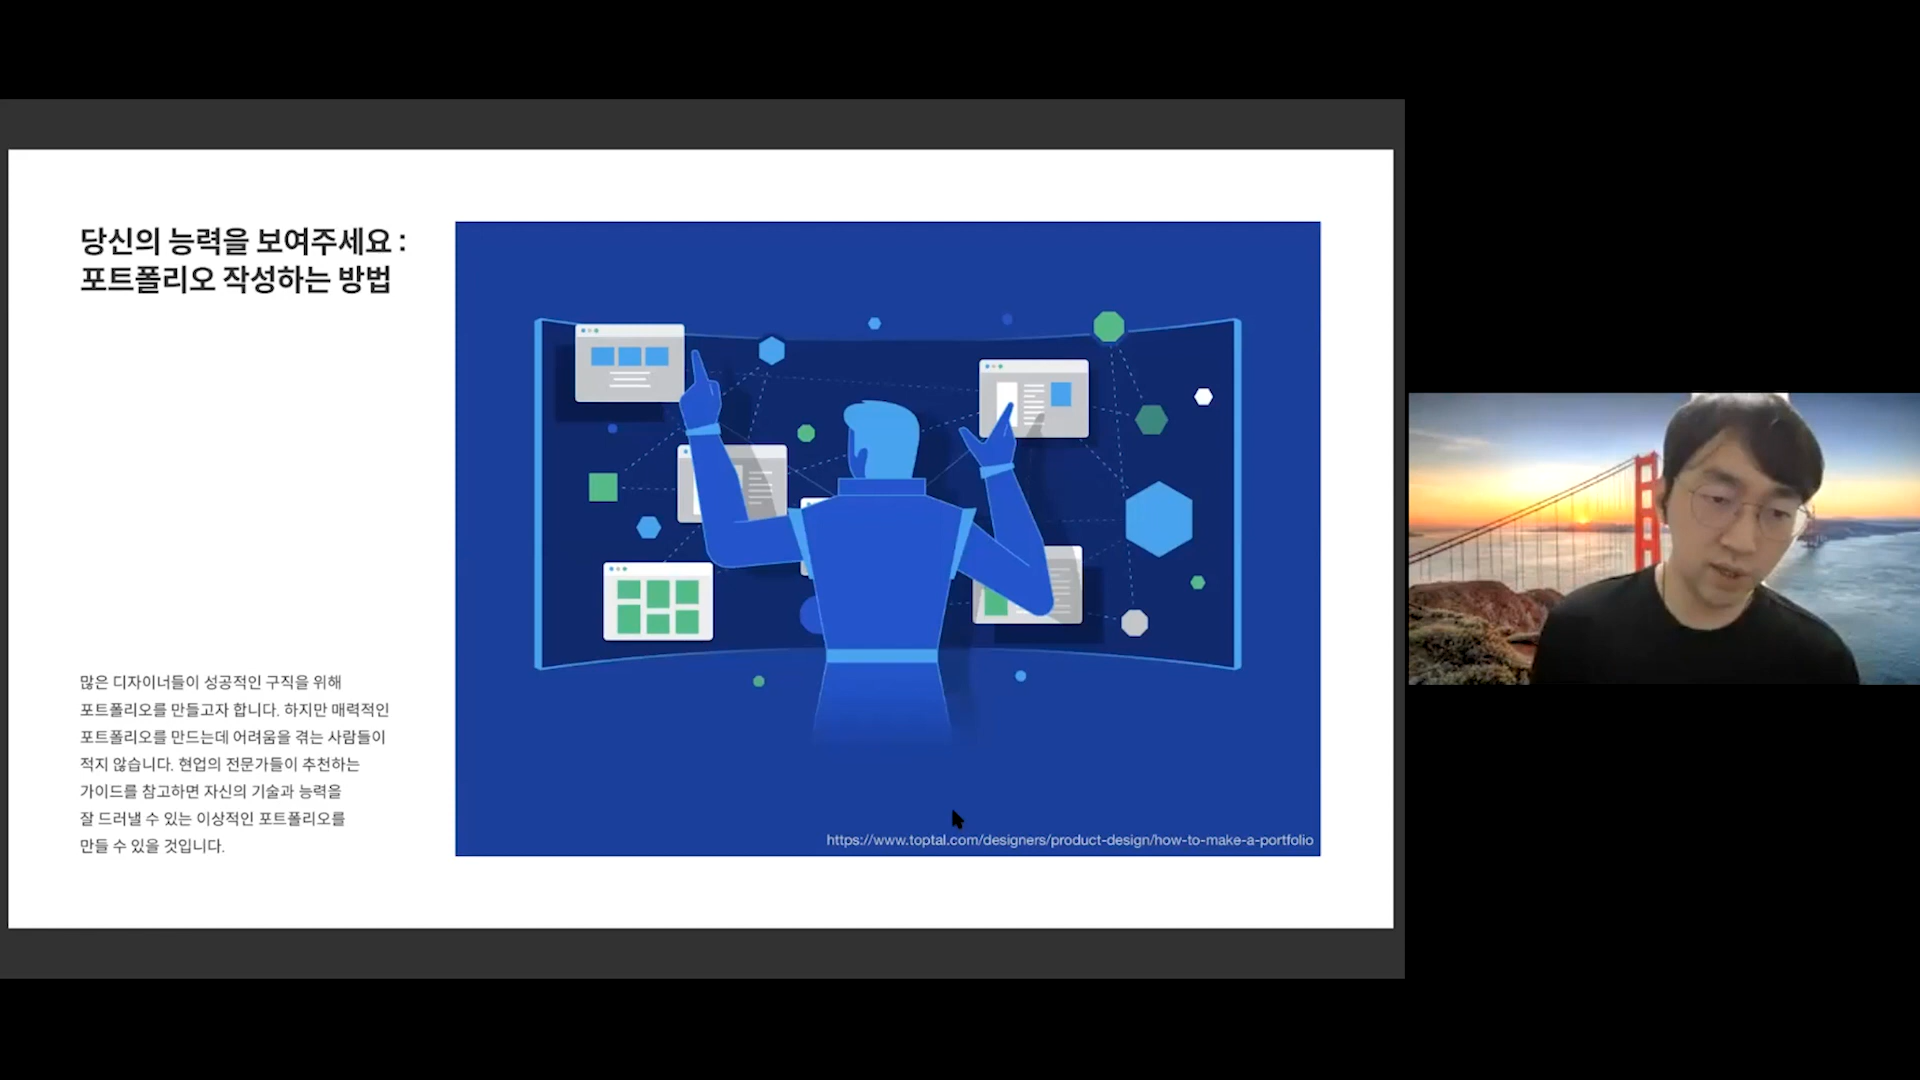 당신의 능력을 보여주세요 :
포트폴리오 작성하는 방법
많은 디자이너들이 성공적인 구직을 위해
포트폴리오를 만들고자 합니다. 하지만 매력적인
포트폴리오를 만드는데 어려움을 겪는 사람들이
적지 않습니다. 현업의 전문가들이 추천하는
가이드를 참고하면 자신의 기술과 능력을
잘 드러낼 수 있는 이상적인 포트폴리오를
만들 수 있을 것입니다.
https://www.toptal.com/designers/product-design/how-to-make-a-portfolio